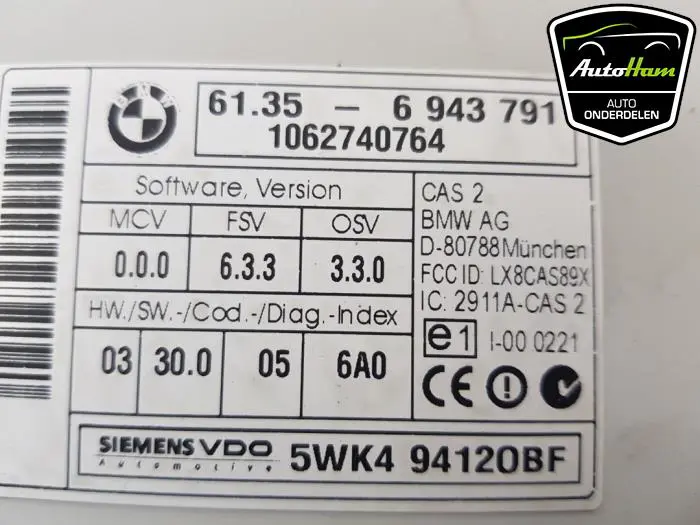 BMW
61.35 - 6 943 791
1062740764
Software, Version
MCV FSV OSV
0.0.0 6.3.3 3.3.0
HW./SW.-/Cod.-/Diag.-Index
03 30.0 05 6A0
CAS 2
BMW AG
D-80788 München
FCC ID: LX8CAS89X
IC: 2911A-CAS 2
e1 I-00 0221
CE
SIEMENS VDO
Automotive
5WK4 94120BF
AutoHam
AUTO
ONDERDELEN